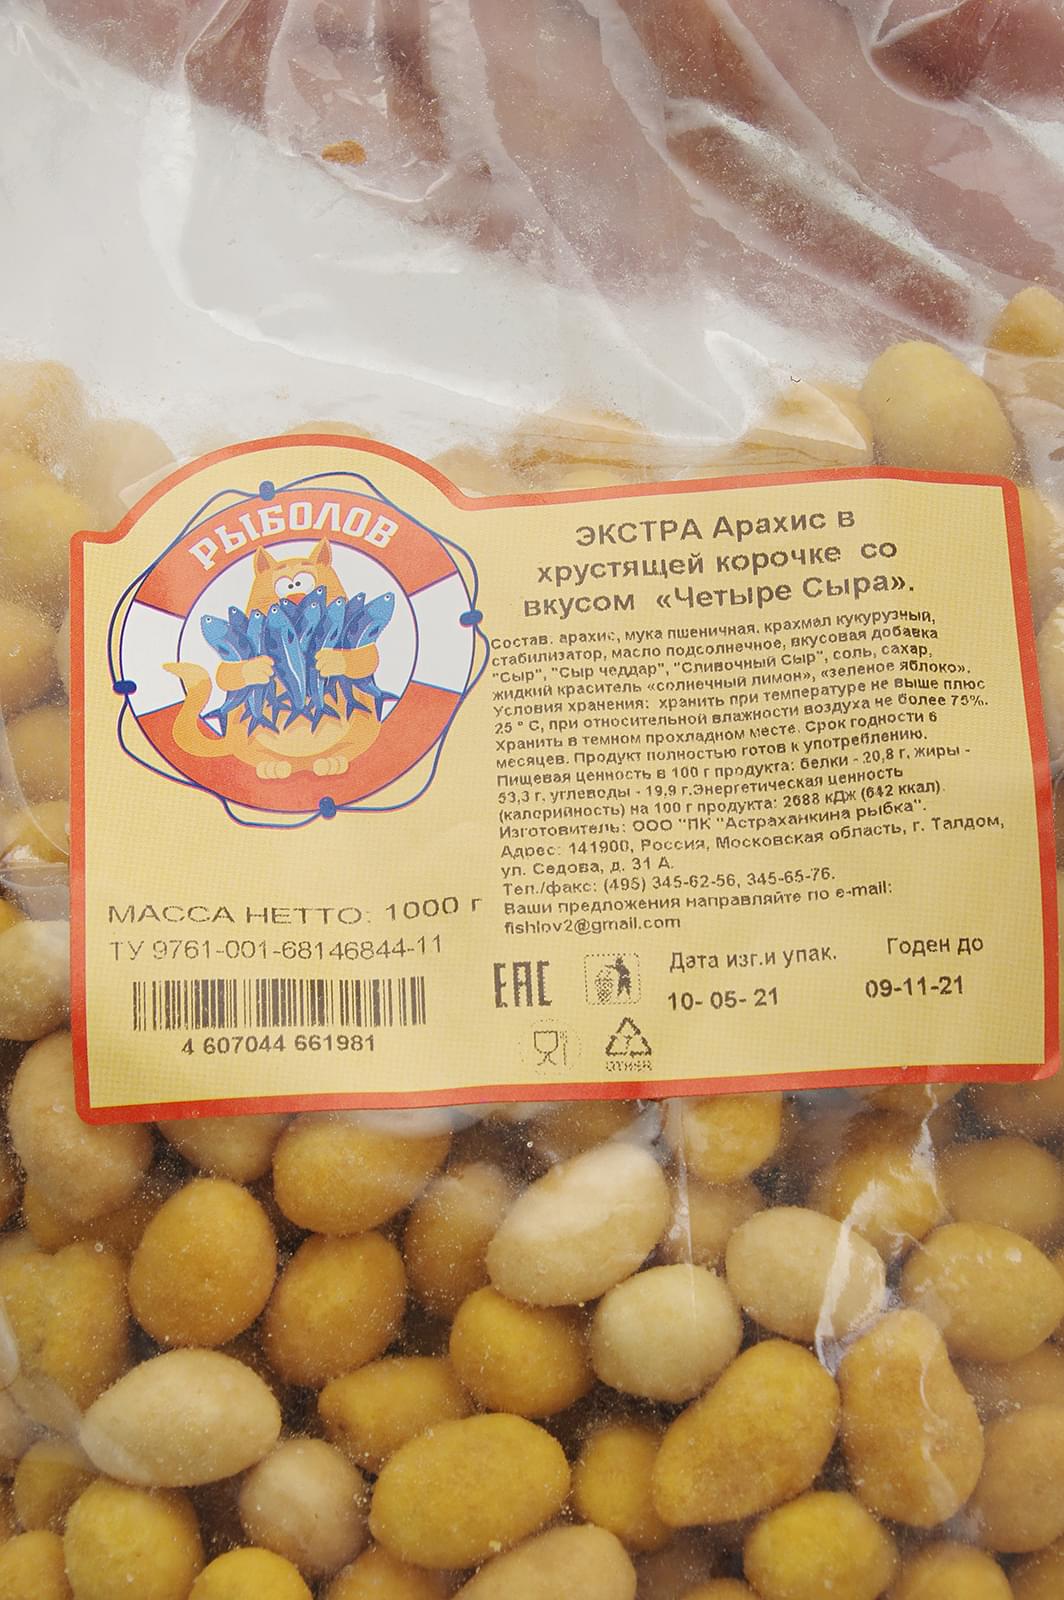 РЫБОЛОВ
ЭКСТРА Арахис в
хрустящей корочке со
вкусом «Четыре Сыра».
Состав: арахис, мука пшеничная, крахмал кукурузный,
стабилизатор, масло подсолнечное, вкусовая добавка
"Сыр", "Сыр чеддар", "Сливочный Сыр", соль, сахар,
жидкий краситель «солнечный лимон», «зеленое яблоко».
Условия хранения: хранить при температуре не выше плюс
25 ° С, при относительной влажности воздуха не более 75%.
Хранить в темном прохладном месте. Срок годности 6
месяцев. Продукт полностью готов к употреблению.
Пищевая ценность в 100 г продукта: белки - 20,8 г, жиры -
53,3 г, углеводы - 19,9 г.Энергетическая ценность
(калорийность) на 100 г продукта: 2688 кДж (642 ккал).
Изготовитель: ООО "ПК "Астраханкина рыбка".
Адрес: 141900, Россия, Московская область, г. Талдом,
ул. Седова, д. 31 А.
Тел./факс: (495) 345-62-56, 345-65-76.
Ваши предложения направляйте по e-mail:
fishlov2@gmail.com
МАССА НЕТТО: 1000 г
ТУ 9761-001-68146844-11
4 607044 661981
ЕАС
Дата изг.и упак.
10- 05- 21
Годен до
09-11-21
7
OTHER